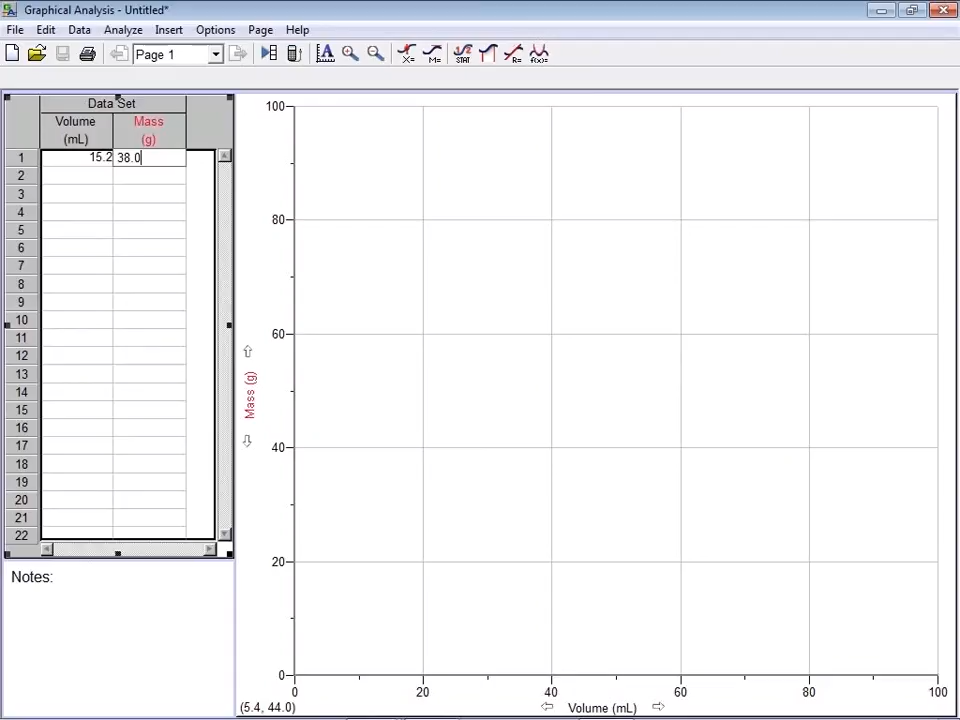 Graphical Analysis - Untitled*
File Edit Data Analyze Insert Options Page Help
Page 1 A X= M= STAT R= f(x)=
Data Set
Volume Mass
(mL) (g)
1 15.2 38.0
2
3
4
5
6
7
8
9
10
11
12
13
14
15
16
17
18
19
20
21
22
Notes:
100
80
60
40
20
0
Mass (g)
0 20 40 60 80 100
(5.4, 44.0) Volume (mL)